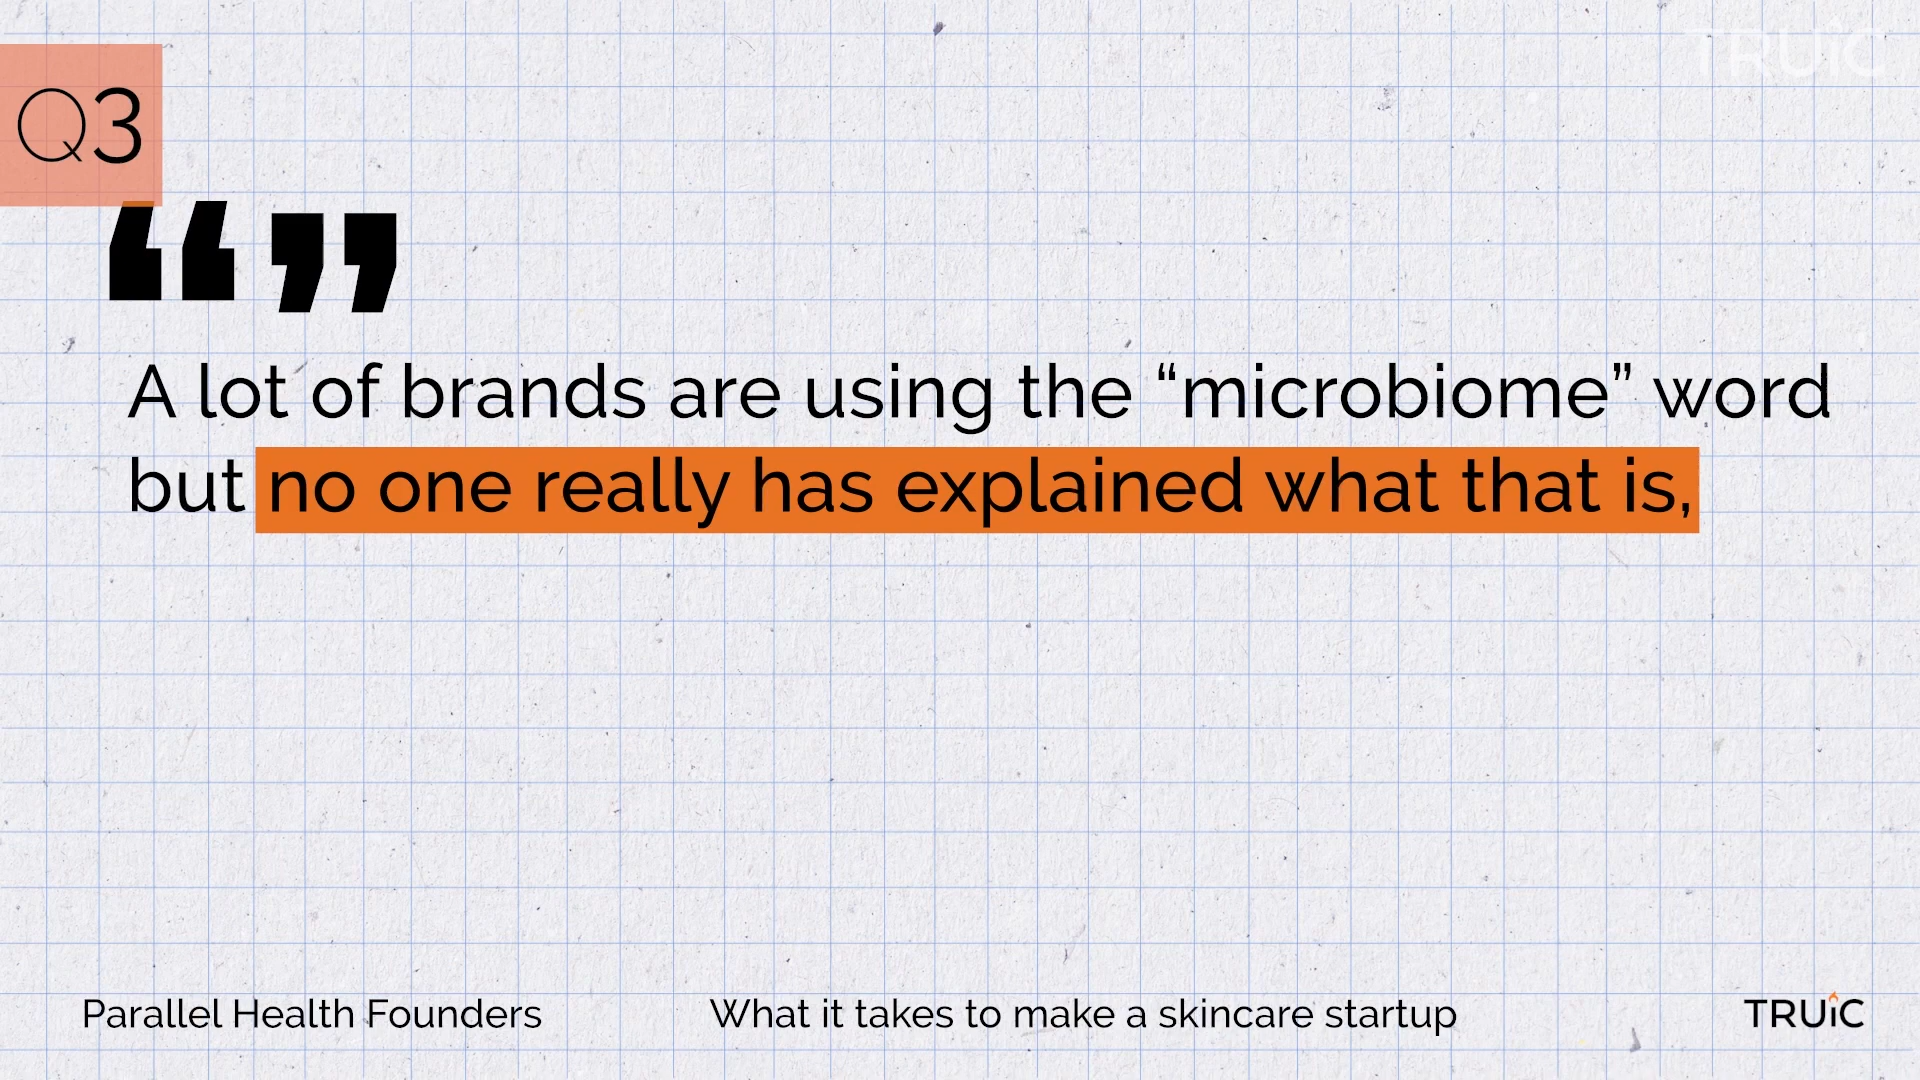 TRUiC
Q3
“”
A lot of brands are using the “microbiome” word
but no one really has explained what that is,
Parallel Health Founders
What it takes to make a skincare startup
TRUiC